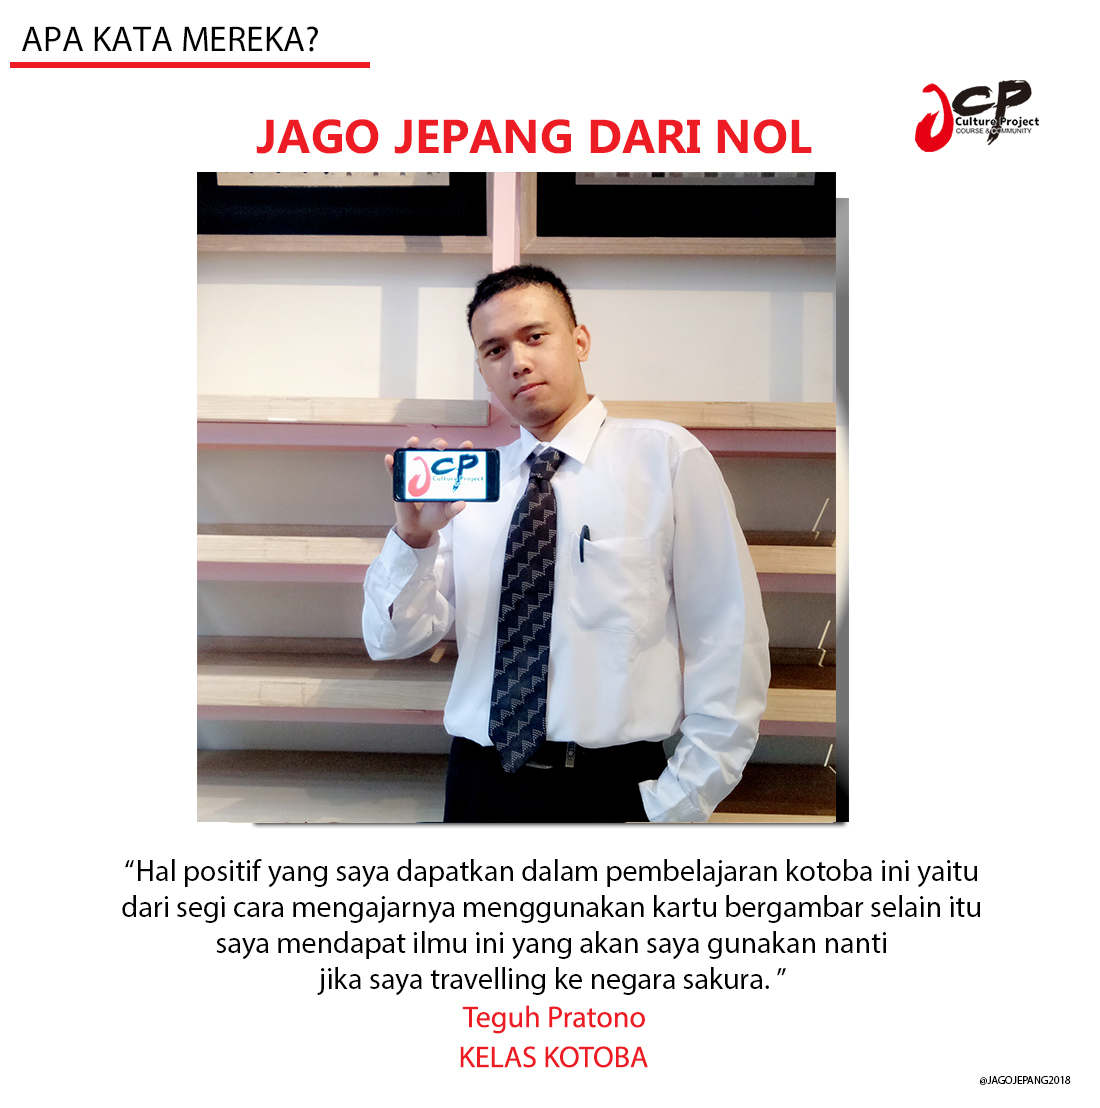 APA KATA MEREKA?
JCP
Culture Project
COURSE & COMMUNITY
JAGO JEPANG DARI NOL
JCP
Culture Project
“Hal positif yang saya dapatkan dalam pembelajaran kotoba ini yaitu
dari segi cara mengajarnya menggunakan kartu bergambar selain itu
saya mendapat ilmu ini yang akan saya gunakan nanti
jika saya travelling ke negara sakura. ”
Teguh Pratono
KELAS KOTOBA
@JAGOJEPANG2018